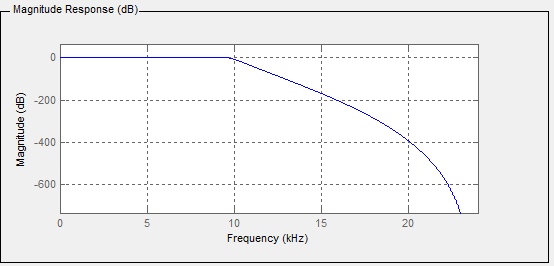 Magnitude Response (dB)
0
-200
-400
-600
Magnitude (dB)
0 5 10 15 20
Frequency (kHz)